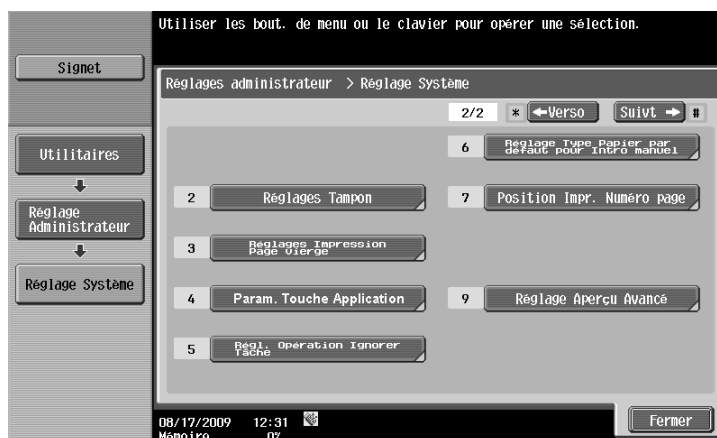 Utiliser les bout. de menu ou le clavier pour opérer une sélection.
Signet
Réglages administrateur > Réglage Système
2/2 * ←Verso Suivt → #
Utilitaires
Réglage
Administrateur
Réglage Système
6 Réglage Type Papier par
défaut pour Intro manuel
2 Réglages Tampon
7 Position Impr. Numéro page
3 Réglages Impression
Page Vierge
4 Param. Touche Application
9 Réglage Aperçu Avancé
5 Régl. Opération Ignorer
Tâche
Fermer
08/17/2009 12:31
Mémoire 0%